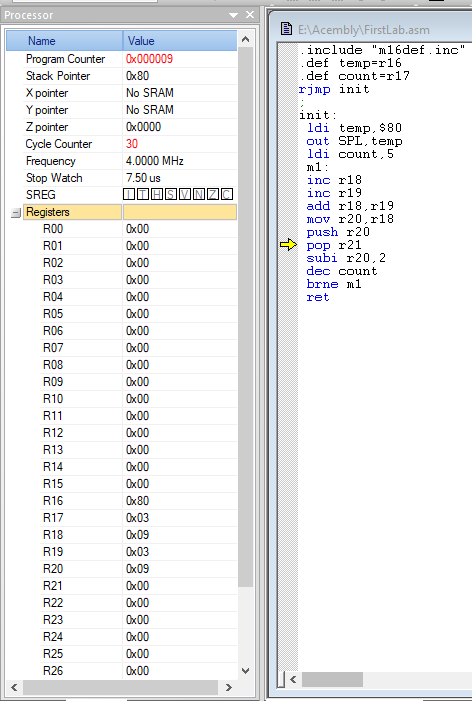 Processor
Name Value
Program Counter 0x000009
Stack Pointer 0x80
X pointer No SRAM
Y pointer No SRAM
Z pointer 0x0000
Cycle Counter 30
Frequency 4.0000 MHz
Stop Watch 7.50 us
SREG I T H S V N Z C
Registers
R00 0x00
R01 0x00
R02 0x00
R03 0x00
R04 0x00
R05 0x00
R06 0x00
R07 0x00
R08 0x00
R09 0x00
R10 0x00
R11 0x00
R12 0x00
R13 0x00
R14 0x00
R15 0x00
R16 0x80
R17 0x03
R18 0x09
R19 0x03
R20 0x09
R21 0x00
R22 0x00
R23 0x00
R24 0x00
R25 0x00
R26 0x00
E:\Acembly\FirstLab.asm
.include "m16def.inc"
.def temp=r16
.def count=r17
rjmp init
;
init:
ldi temp,$80
out SPL,temp
ldi count,5
m1:
inc r18
inc r19
add r18,r19
mov r20,r18
push r20
pop r21
subi r20,2
dec count
brne m1
ret